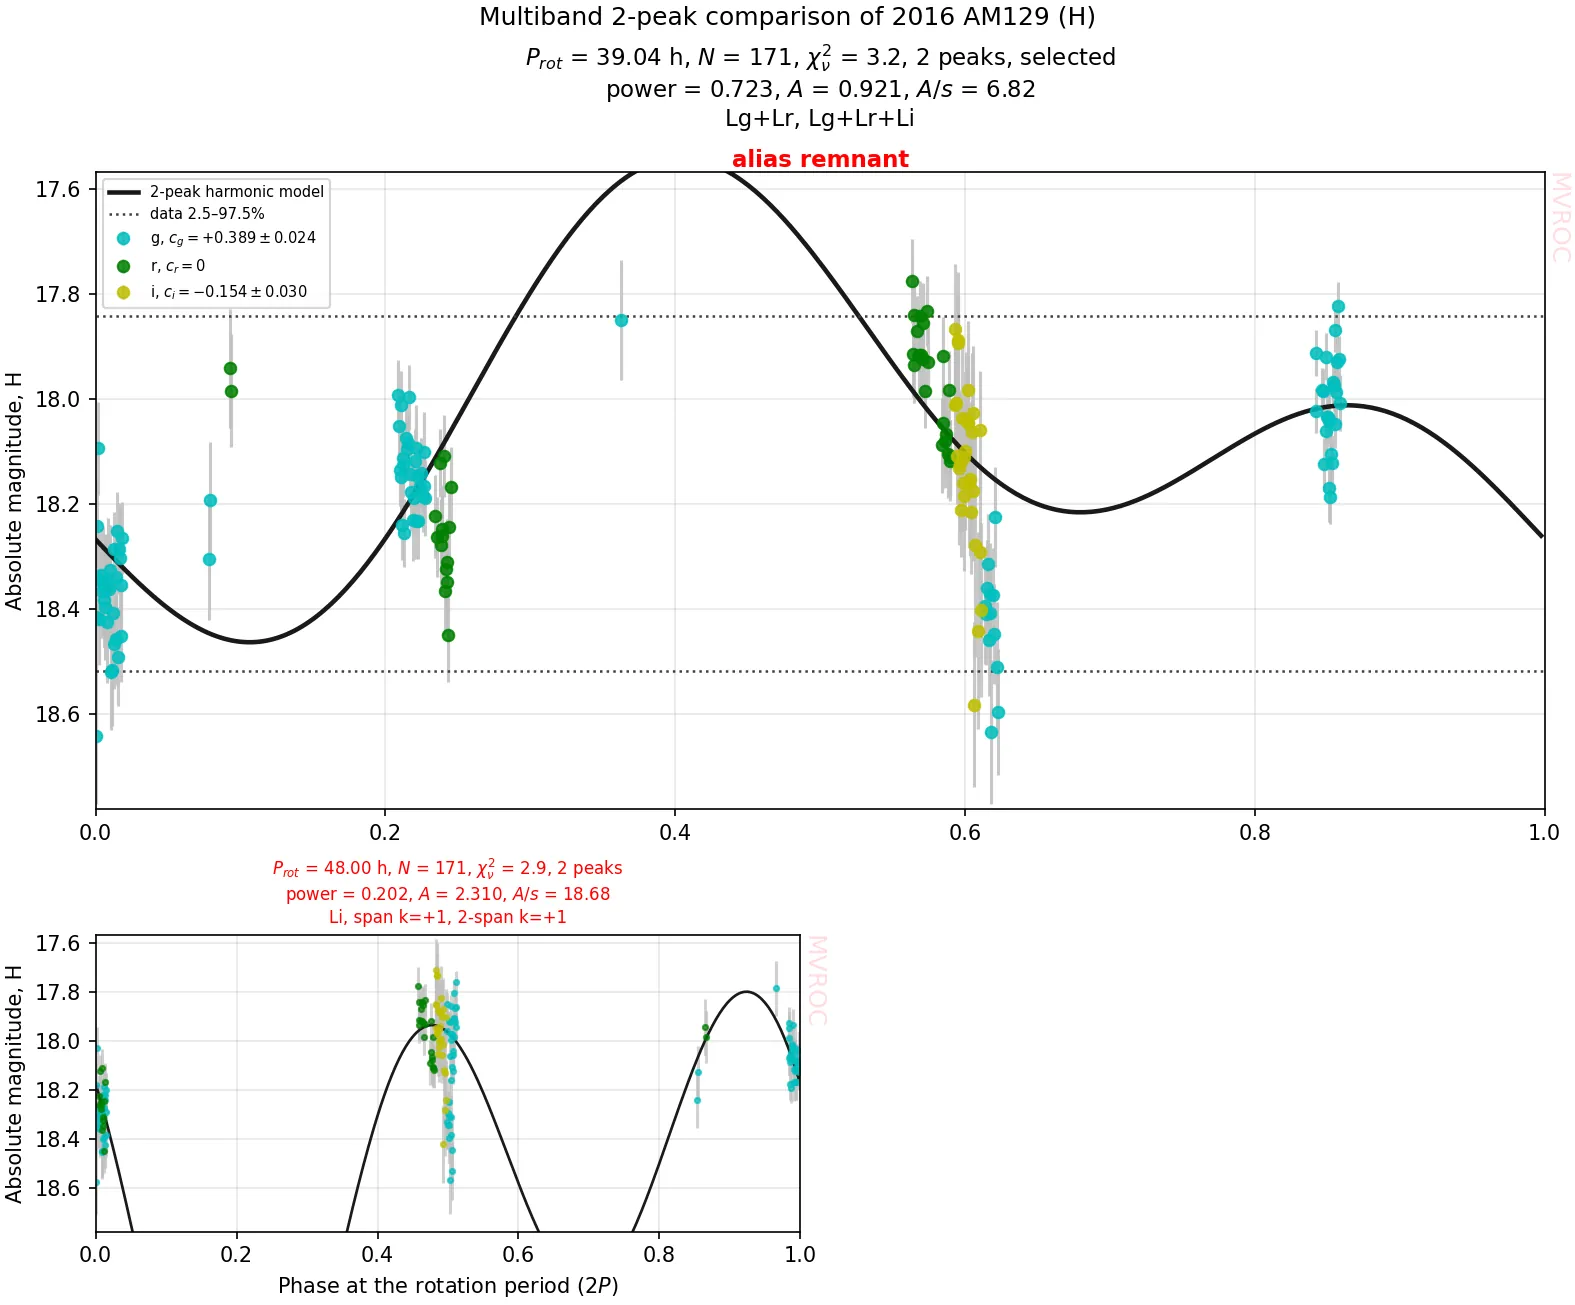 Multiband 2-peak comparison of 2016 AM129 (H)
P_rot = 39.04 h, N = 171, χ²_ν = 3.2, 2 peaks, selected
power = 0.723, A = 0.921, A/s = 6.82
Lg+Lr, Lg+Lr+Li
alias remnant
2-peak harmonic model
data 2.5–97.5%
g, c_g = +0.389 ± 0.024
r, c_r = 0
i, c_i = −0.154 ± 0.030
MVROC
Absolute magnitude, H
17.6
17.8
18.0
18.2
18.4
18.6
0.0 0.2 0.4 0.6 0.8 1.0
P_rot = 48.00 h, N = 171, χ²_ν = 2.9, 2 peaks
power = 0.202, A = 2.310, A/s = 18.68
Li, span k=+1, 2-span k=+1
MVROC
Absolute magnitude, H
17.6
17.8
18.0
18.2
18.4
18.6
0.0 0.2 0.4 0.6 0.8 1.0
Phase at the rotation period (2P)